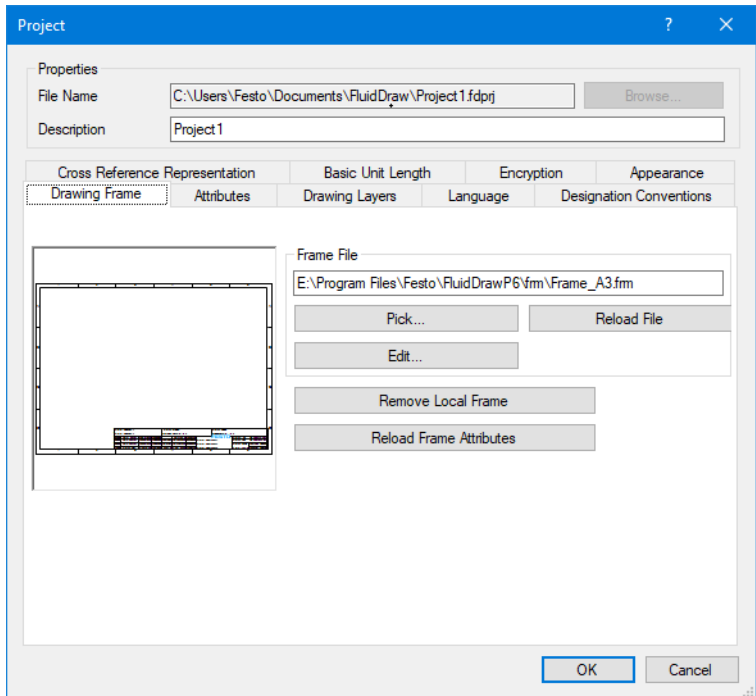 Project
Properties
File Name C:\Users\Festo\Documents\FluidDraw\Project1.fdprj Browse...
Description Project1
Cross Reference Representation Basic Unit Length Encryption Appearance
Drawing Frame Attributes Drawing Layers Language Designation Conventions
Frame File
E:\Program Files\Festo\FluidDrawP6\frm\Frame_A3.frm
Pick... Reload File
Edit...
Remove Local Frame
Reload Frame Attributes
OK Cancel